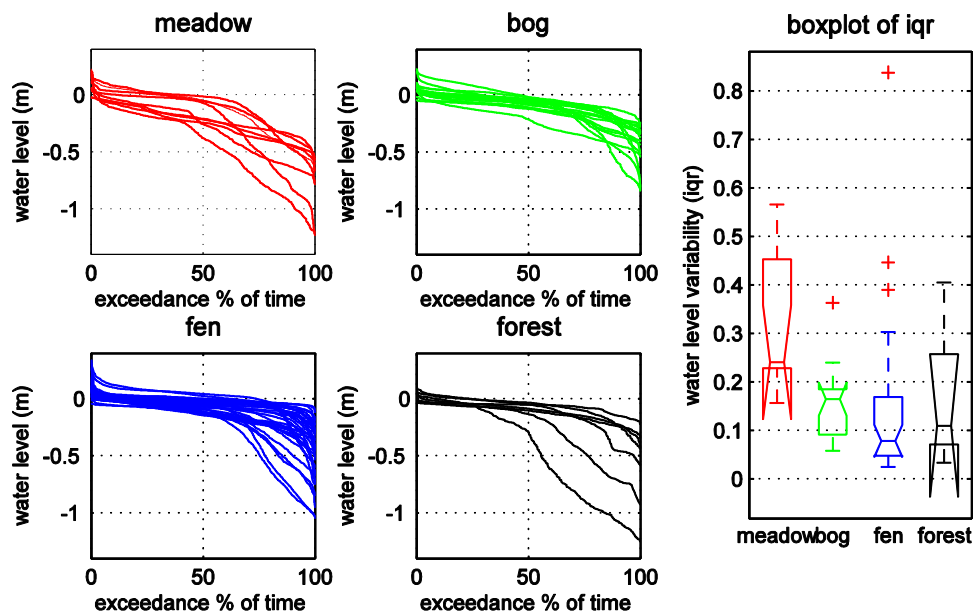 meadow
water level (m)
0
-0.5
-1
0
50
100
exceedance % of time
bog
water level (m)
0
-0.5
-1
0
50
100
exceedance % of time
fen
water level (m)
0
-0.5
-1
0
50
100
exceedance % of time
forest
water level (m)
0
-0.5
-1
0
50
100
exceedance % of time
boxplot of iqr
water level variability (iqr)
0.8
0.7
0.6
0.5
0.4
0.3
0.2
0.1
0
meadow
bog
fen
forest